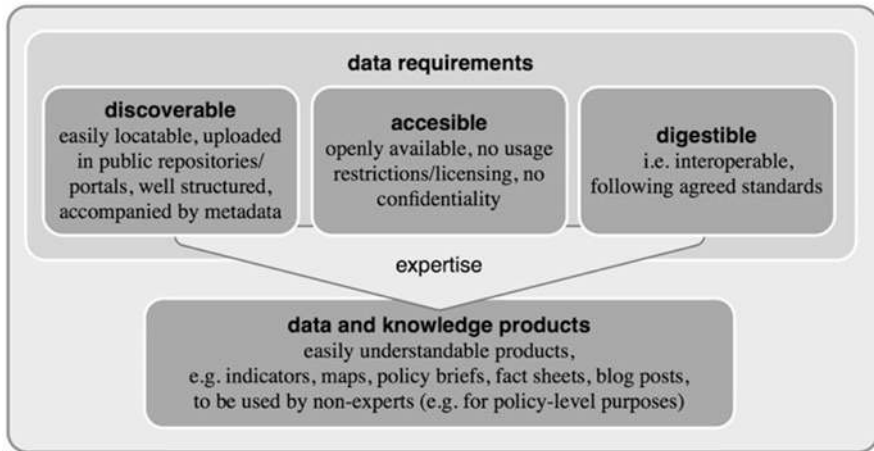 data requirements
discoverable
easily locatable, uploaded
in public repositories/
portals, well structured,
accompanied by metadata
accesible
openly available, no usage
restrictions/licensing, no
confidentiality
digestible
i.e. interoperable,
following agreed standards
expertise
data and knowledge products
easily understandable products,
e.g. indicators, maps, policy briefs, fact sheets, blog posts,
to be used by non-experts (e.g. for policy-level purposes)